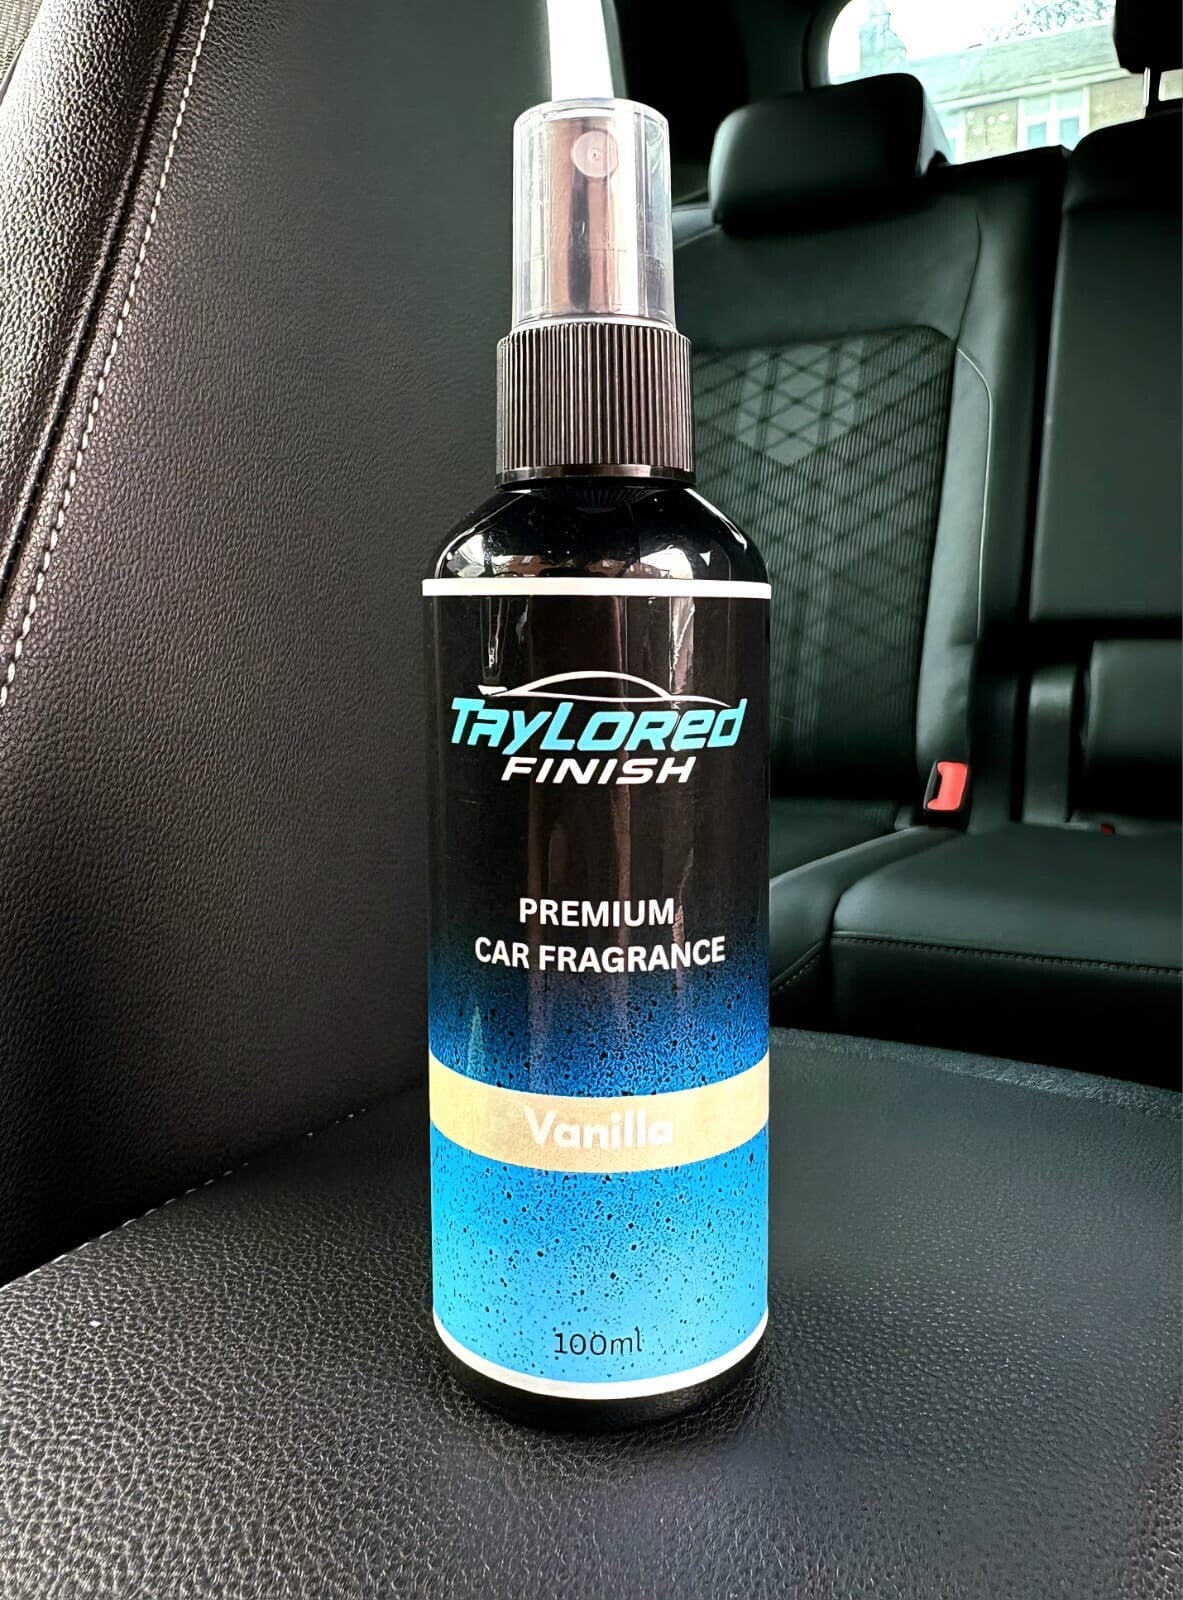 TayLored
FINISH
PREMIUM
CAR FRAGRANCE
Vanilla
100ml